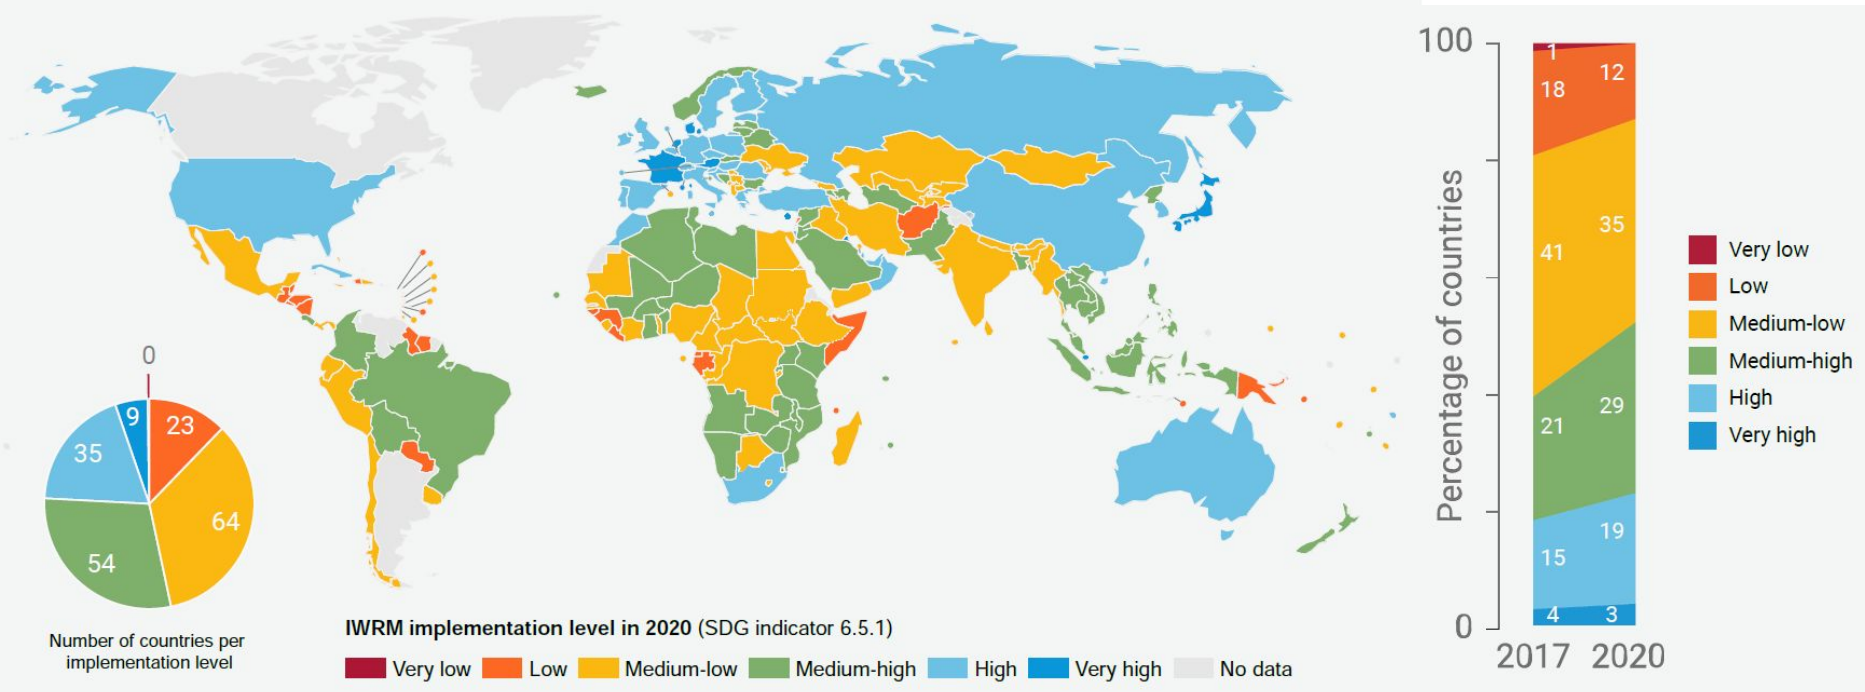 0
9
23
35
64
54
Number of countries per
implementation level
IWRM implementation level in 2020 (SDG indicator 6.5.1)
Very low Low Medium-low Medium-high High Very high No data
100
0
Percentage of countries
1
18
41
21
15
4
12
35
29
19
3
2017 2020
Very low
Low
Medium-low
Medium-high
High
Very high